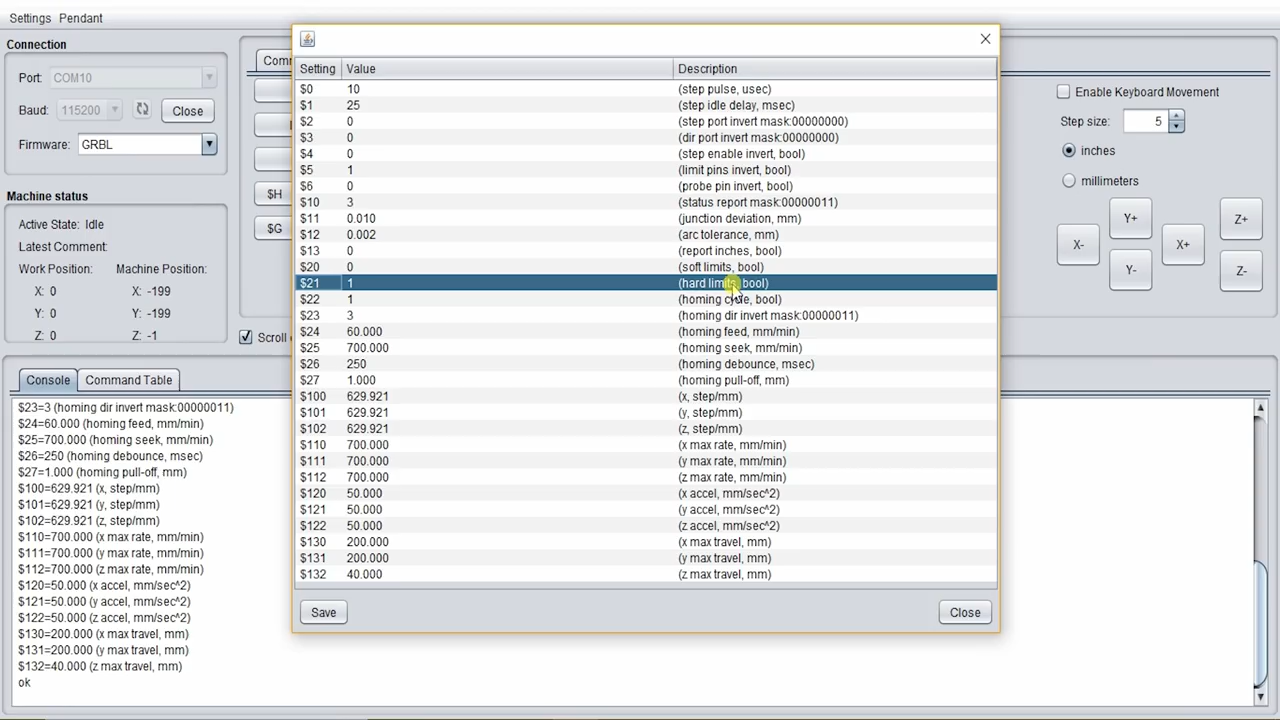 Settings Pendant
Connection
Port: COM10
Baud: 115200 Close
Firmware: GRBL
Machine status
Active State: Idle
Latest Comment:
Work Position: Machine Position:
X: 0 X: -199
Y: 0 Y: -199
Z: 0 Z: -1
$H
$G
Setting Value Description
$0 10 (step pulse, usec)
$1 25 (step idle delay, msec)
$2 0 (step port invert mask:00000000)
$3 0 (dir port invert mask:00000000)
$4 0 (step enable invert, bool)
$5 1 (limit pins invert, bool)
$6 0 (probe pin invert, bool)
$10 3 (status report mask:00000011)
$11 0.010 (junction deviation, mm)
$12 0.002 (arc tolerance, mm)
$13 0 (report inches, bool)
$20 0 (soft limits, bool)
$21 1 (hard limits, bool)
$22 1 (homing cycle, bool)
$23 3 (homing dir invert mask:00000011)
$24 60.000 (homing feed, mm/min)
$25 700.000 (homing seek, mm/min)
$26 250 (homing debounce, msec)
$27 1.000 (homing pull-off, mm)
$100 629.921 (x, step/mm)
$101 629.921 (y, step/mm)
$102 629.921 (z, step/mm)
$110 700.000 (x max rate, mm/min)
$111 700.000 (y max rate, mm/min)
$112 700.000 (z max rate, mm/min)
$120 50.000 (x accel, mm/sec^2)
$121 50.000 (y accel, mm/sec^2)
$122 50.000 (z accel, mm/sec^2)
$130 200.000 (x max travel, mm)
$131 200.000 (y max travel, mm)
$132 40.000 (z max travel, mm)
Save Close
Enable Keyboard Movement
Step size: 5
inches
millimeters
Y+ Z+
X- X+
Y- Z-
Scroll
Console Command Table
$23=3 (homing dir invert mask:00000011)
$24=60.000 (homing feed, mm/min)
$25=700.000 (homing seek, mm/min)
$26=250 (homing debounce, msec)
$27=1.000 (homing pull-off, mm)
$100=629.921 (x, step/mm)
$101=629.921 (y, step/mm)
$102=629.921 (z, step/mm)
$110=700.000 (x max rate, mm/min)
$111=700.000 (y max rate, mm/min)
$112=700.000 (z max rate, mm/min)
$120=50.000 (x accel, mm/sec^2)
$121=50.000 (y accel, mm/sec^2)
$122=50.000 (z accel, mm/sec^2)
$130=200.000 (x max travel, mm)
$131=200.000 (y max travel, mm)
$132=40.000 (z max travel, mm)
ok